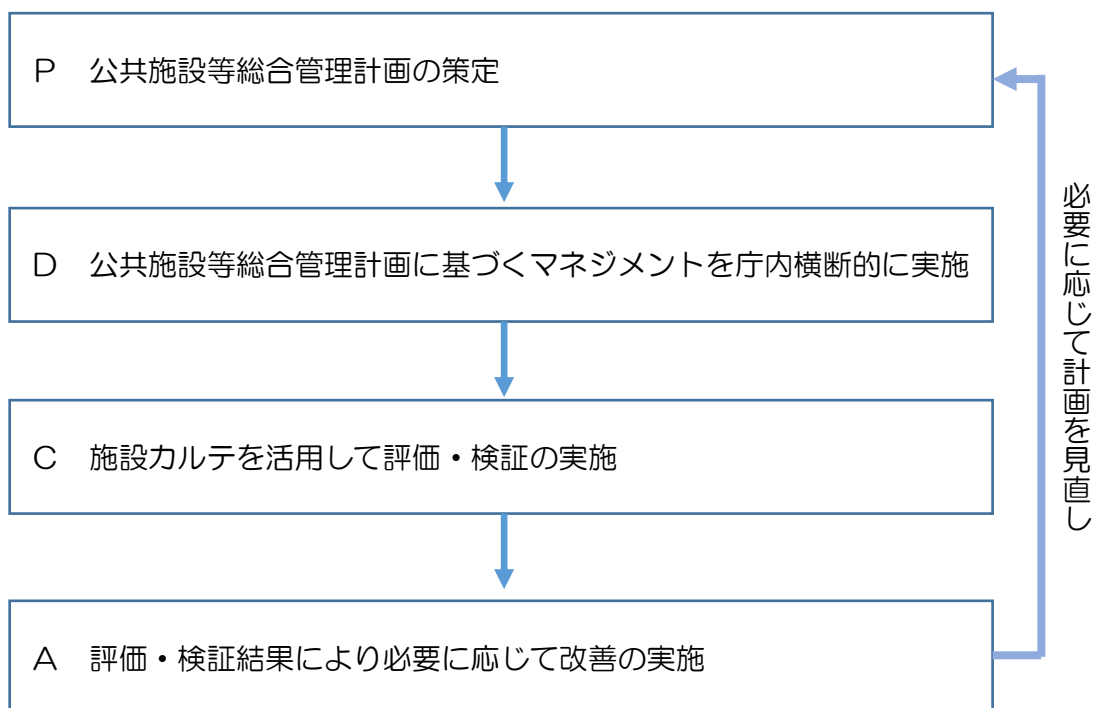 P　公共施設等総合管理計画の策定
D　公共施設等総合管理計画に基づくマネジメントを庁内横断的に実施
C　施設カルテを活用して評価・検証の実施
A　評価・検証結果により必要に応じて改善の実施
必要に応じて計画を見直し